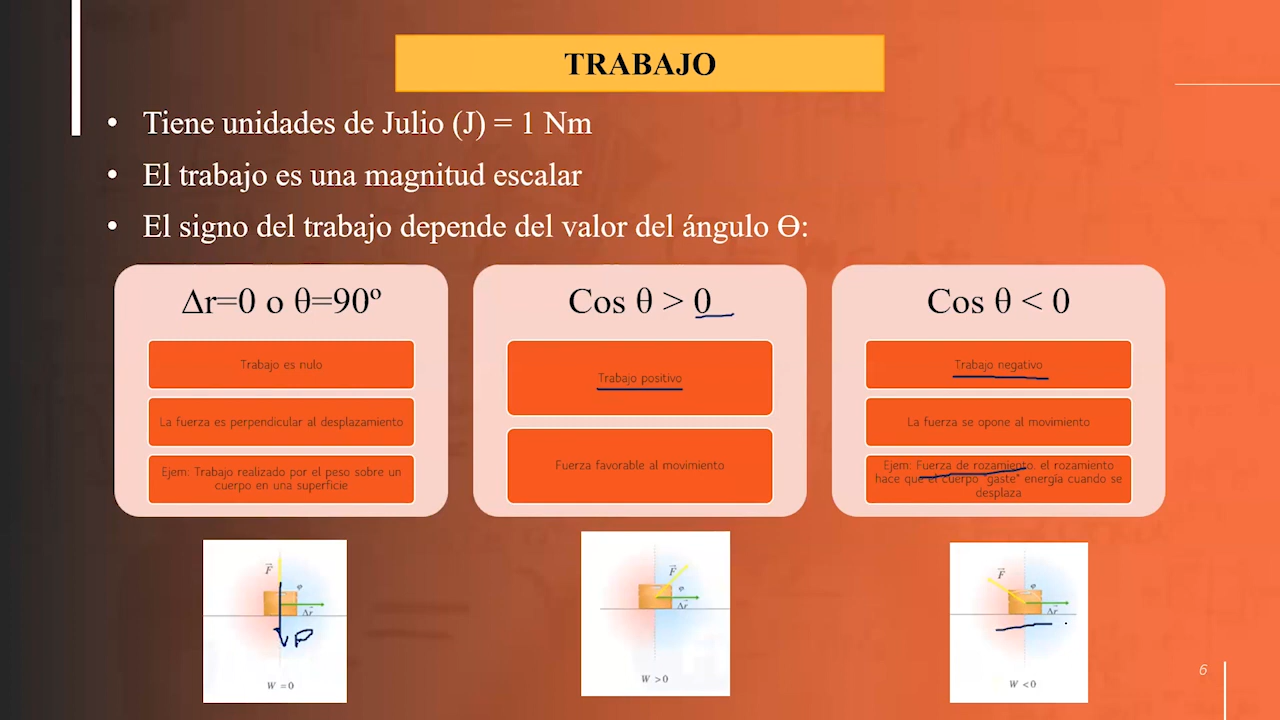 TRABAJO
• Tiene unidades de Julio (J) = 1 Nm
• El trabajo es una magnitud escalar
• El signo del trabajo depende del valor del ángulo Ɵ:
Δr=0 o θ=90º
Trabajo es nulo
La fuerza es perpendicular al desplazamiento
Ejem: Trabajo realizado por el peso sobre un
cuerpo en una superficie
Cos θ > 0
Trabajo positivo
Fuerza favorable al movimiento
Cos θ < 0
Trabajo negativo
La fuerza se opone al movimiento
Ejem: Fuerza de rozamiento, el rozamiento
hace que el cuerpo "gaste" energía cuando se
desplaza
F⃗
φ
Δr⃗
P
W = 0
F⃗
φ
Δr⃗
W > 0
F⃗
φ
Δr⃗
W < 0
6